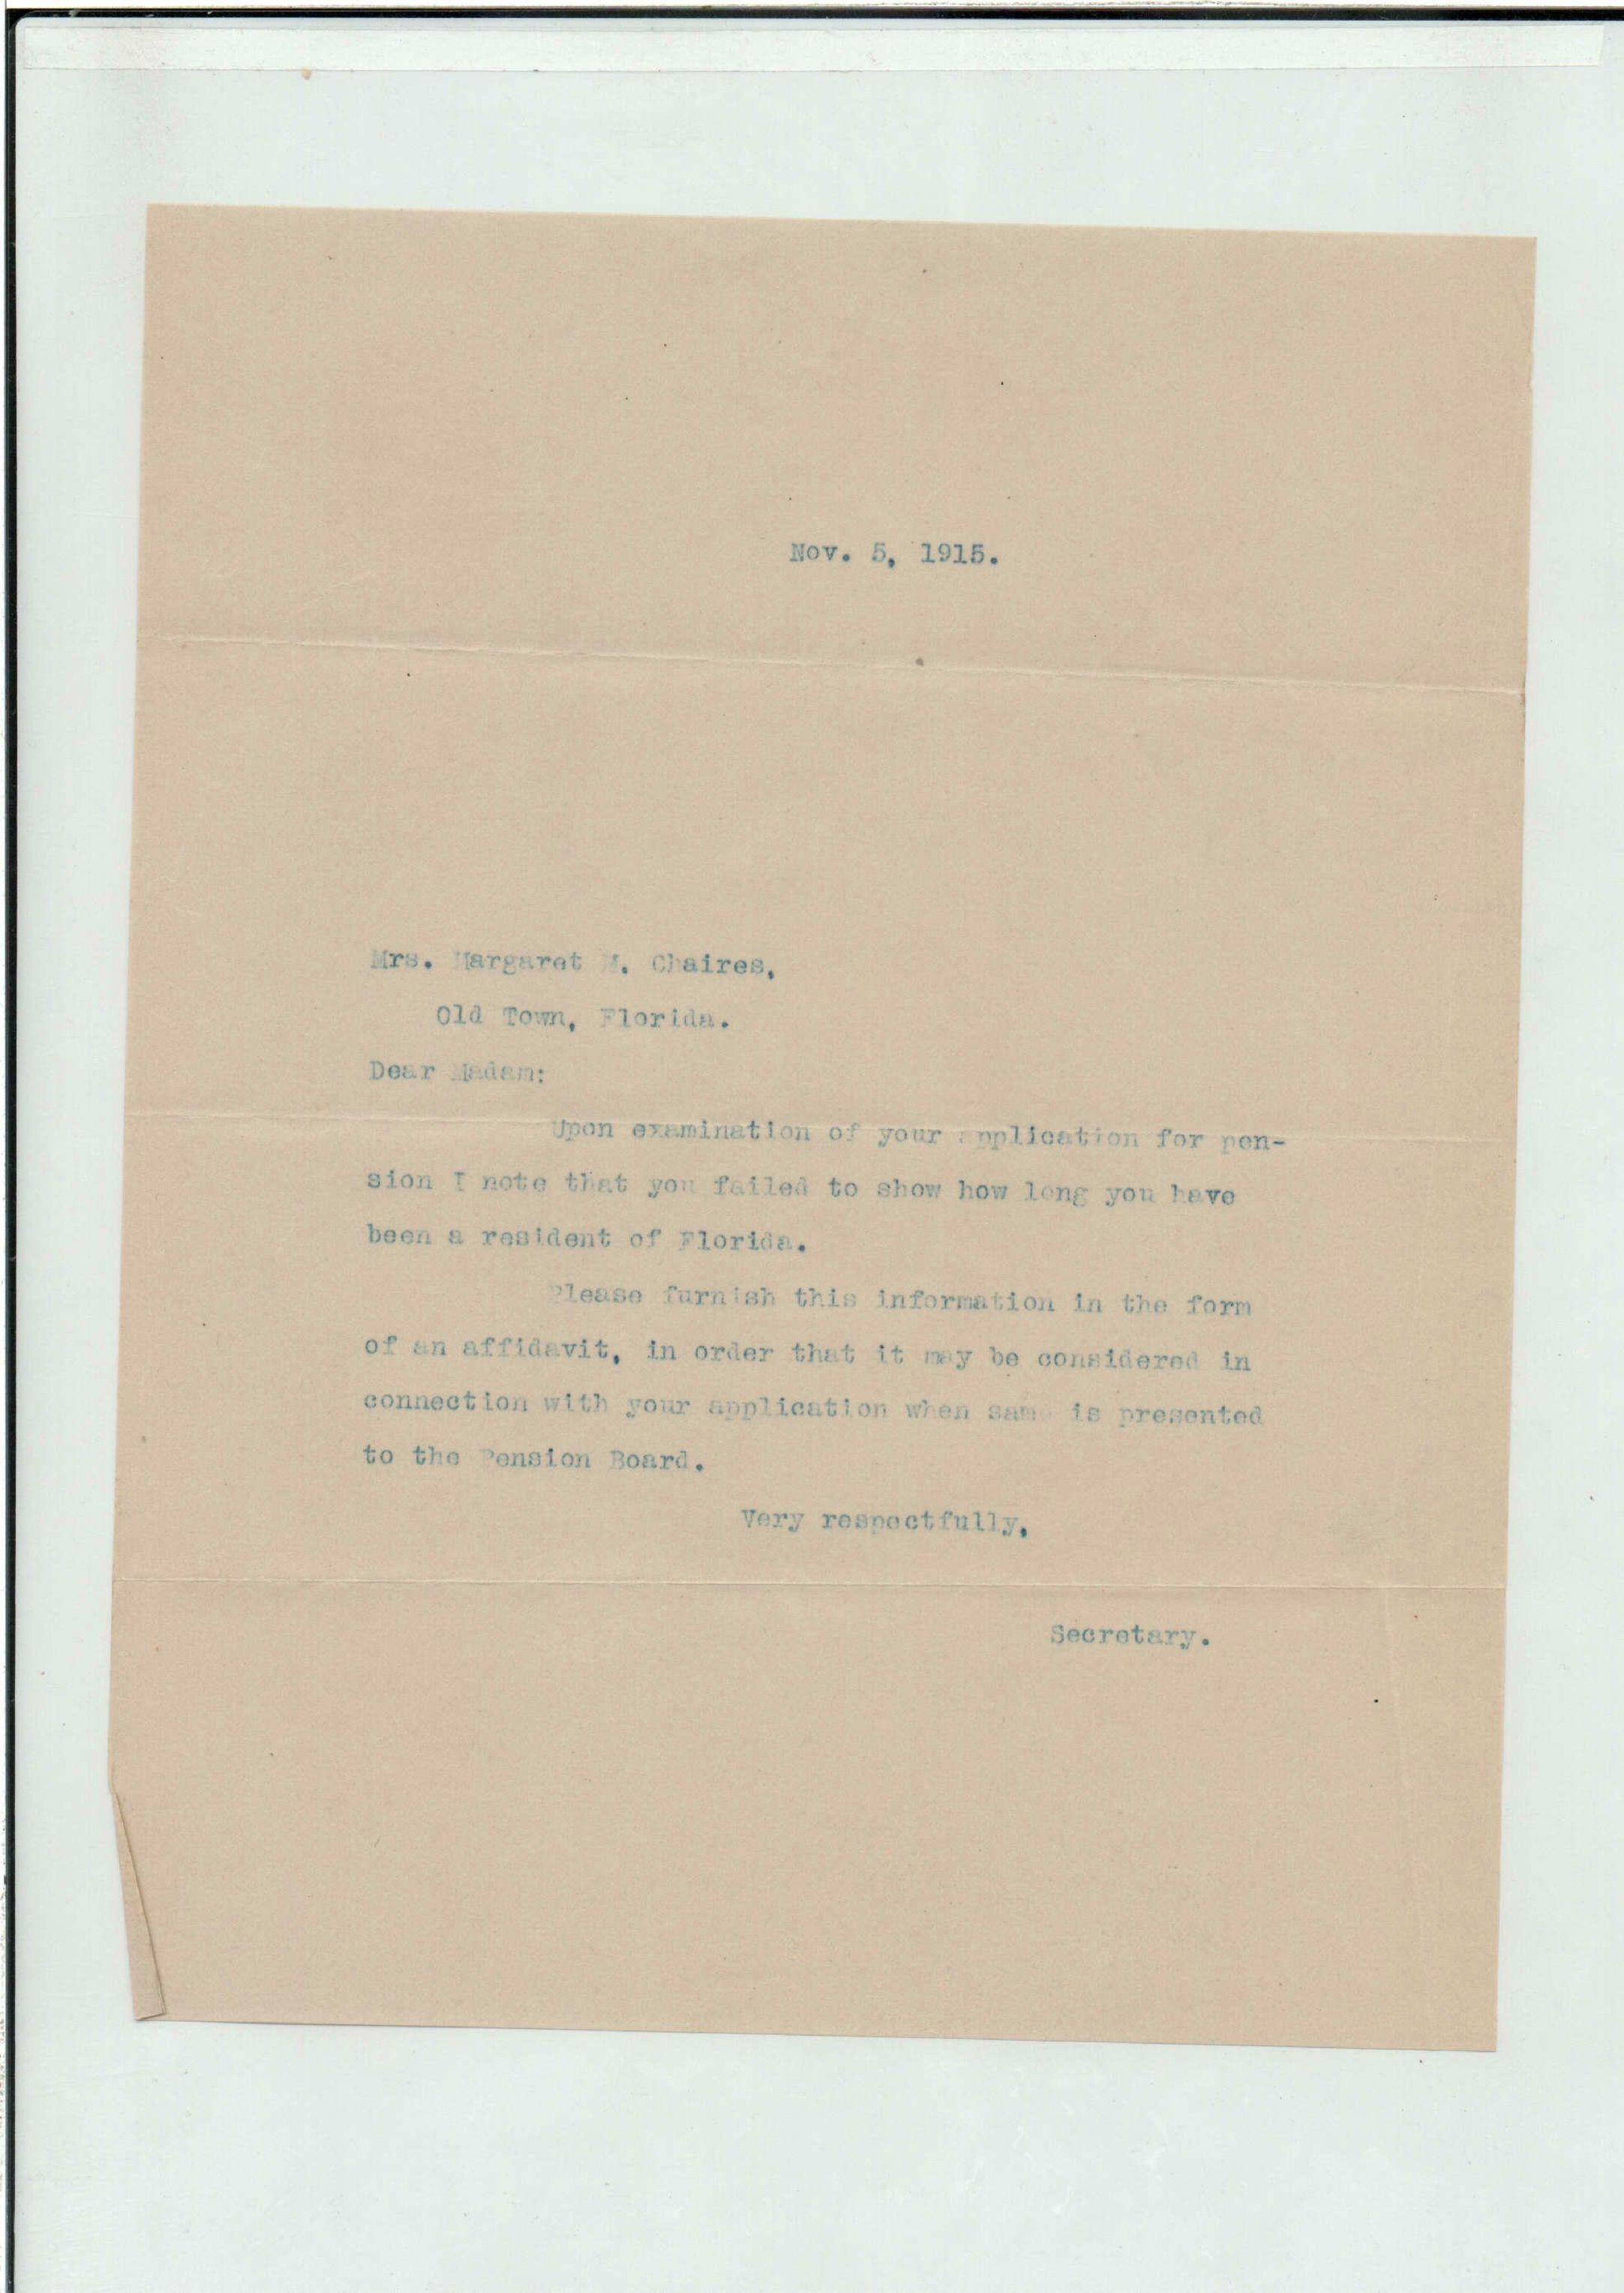 Nov. 5, 1915.
Mrs. Margaret M. Chaires,
Old Town, Florida.
Dear Madam:
Upon examination of your application for pen-
sion I note that you failed to show how long you have
been a resident of Florida.
Please furnish this information in the form
of an affidavit, in order that it may be considered in
connection with your application when same is presented
to the Pension Board.
Very respectfully,
Secretary.